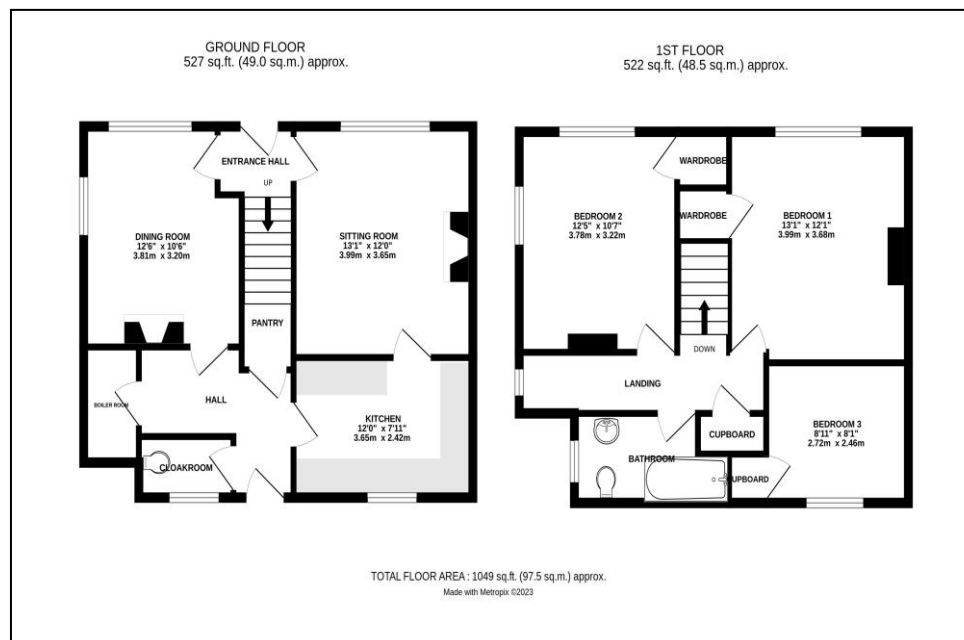 GROUND FLOOR
527 sq.ft. (49.0 sq.m.) approx.
ENTRANCE HALL
UP
DINING ROOM
12'6" x 10'6"
3.81m x 3.20m
SITTING ROOM
13'1" x 12'0"
3.99m x 3.65m
PANTRY
HALL
BOILER ROOM
KITCHEN
12'0" x 7'11"
3.65m x 2.42m
CLOAKROOM
1ST FLOOR
522 sq.ft. (48.5 sq.m.) approx.
WARDROBE
WARDROBE
BEDROOM 2
12'5" x 10'7"
3.78m x 3.22m
BEDROOM 1
13'1" x 12'1"
3.99m x 3.68m
DOWN
LANDING
CUPBOARD
BEDROOM 3
8'11" x 8'1"
2.72m x 2.46m
BATHROOM
CUPBOARD
TOTAL FLOOR AREA : 1049 sq.ft. (97.5 sq.m.) approx.
Made with Metropix ©2023